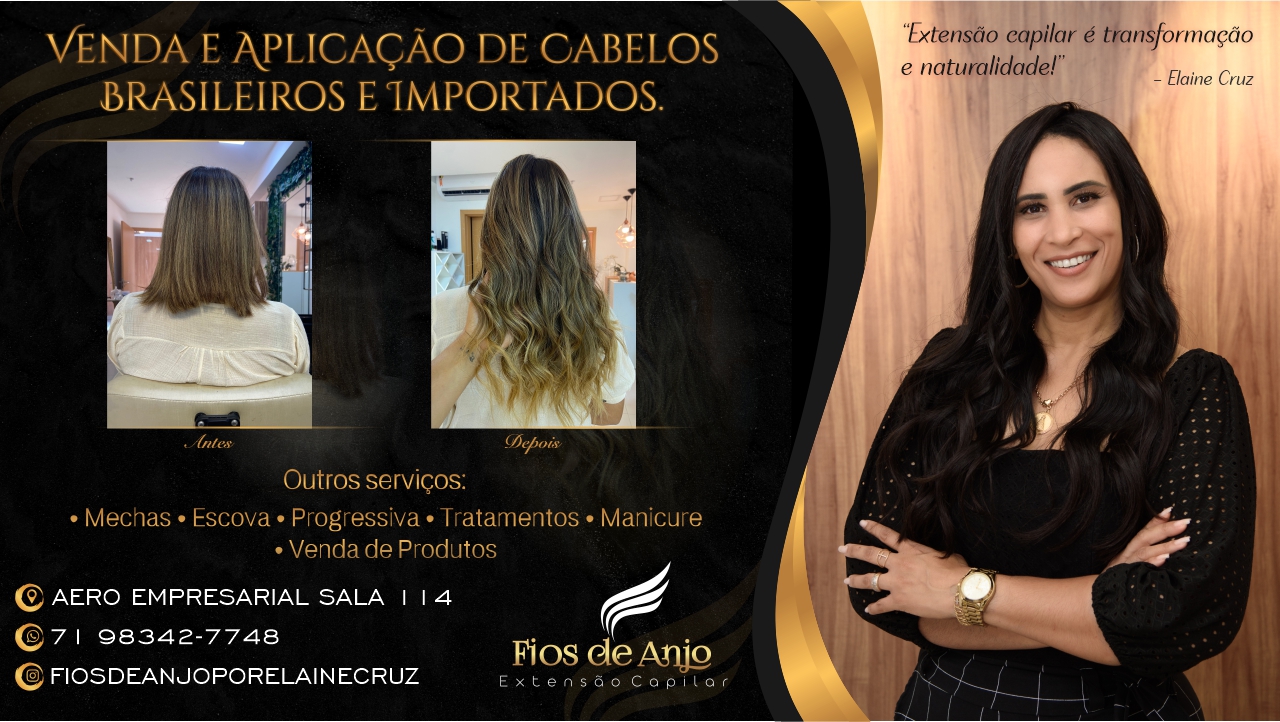 Venda e Aplicação de Cabelos
Brasileiros e Importados.
“Extensão capilar é transformação
e naturalidade!”
– Elaine Cruz
Antes
Depois
Outros serviços:
• Mechas • Escova • Progressiva • Tratamentos • Manicure
• Venda de Produtos
AERO EMPRESARIAL SALA 114
71 98342-7748
FIOSDEANJOPORELAINECRUZ
Fios de Anjo
Extensão Capilar